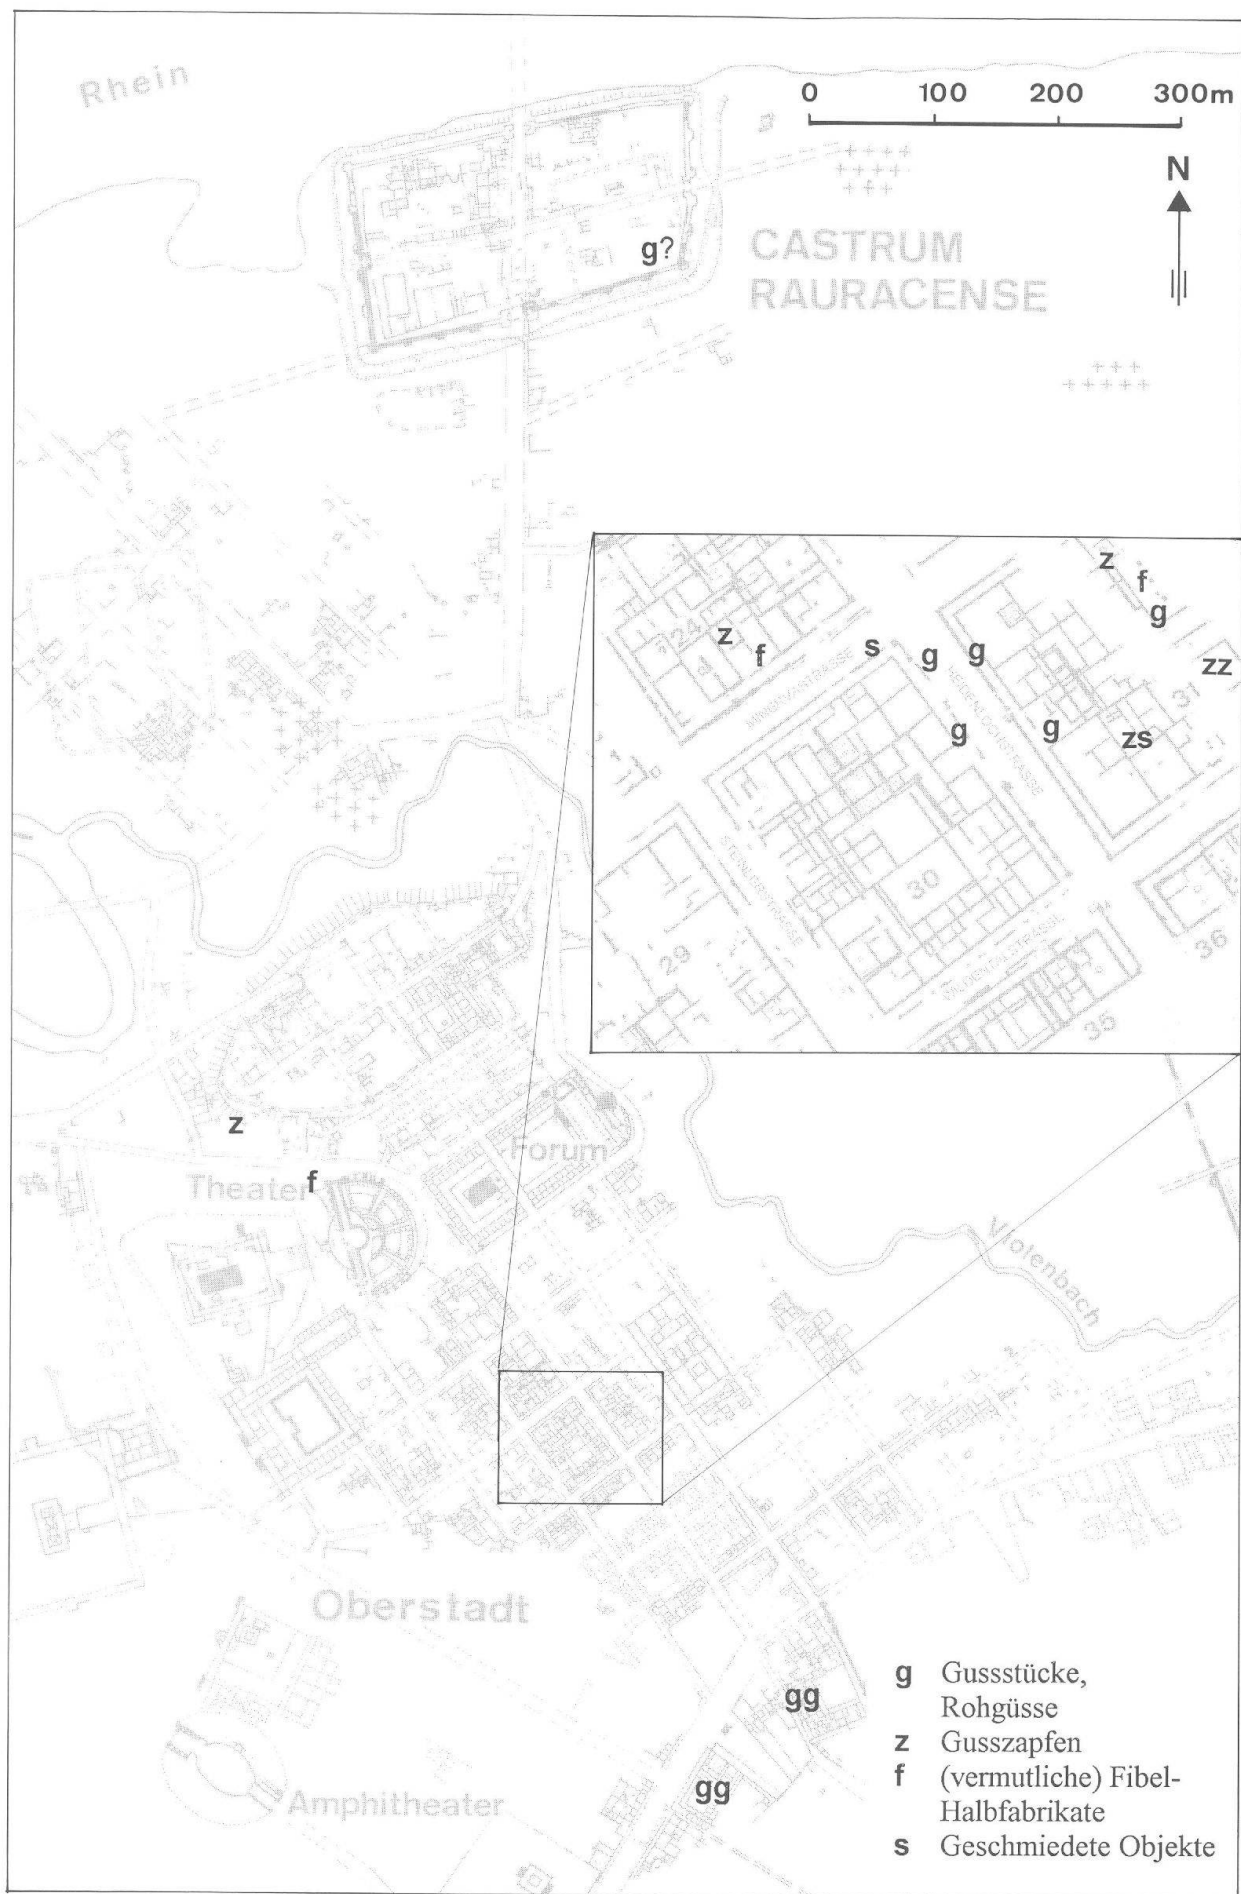 Rhein
0 100 200 300m
N
g?
CASTRUM
RAURACENSE
z
f
g
24
z
f
s
g
g
zz
31
g
g
zs
30
29
36
35
z
Forum
Theater
f
Violenbach
Oberstadt
gg
gg
Amphitheater
g Gussstücke,
Rohgüsse
z Gusszapfen
f (vermutliche) Fibel-
Halbfabrikate
s Geschmiedete Objekte